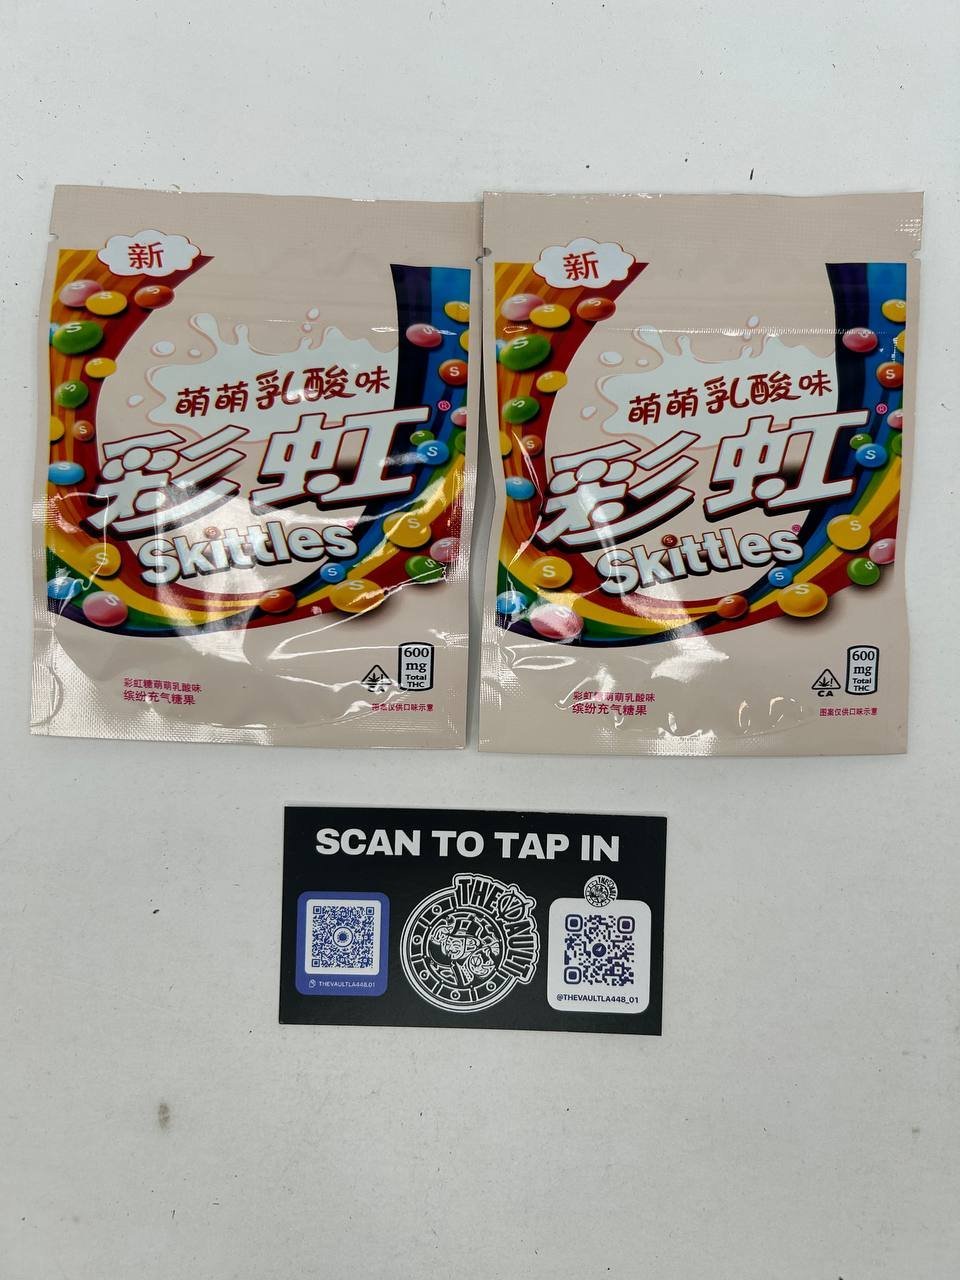 新
萌萌乳酸味
彩虹®
Skittles
彩虹糖萌萌乳酸味
缤纷充气糖果
CA
600
mg
Total
THC
图案仅供口味示意
新
萌萌乳酸味
彩虹®
Skittles
彩虹糖萌萌乳酸味
缤纷充气糖果
CA
600
mg
Total
THC
图案仅供口味示意
SCAN TO TAP IN
THE VAULT
THEVAULTLA448.01
@THEVAULTLA448_01